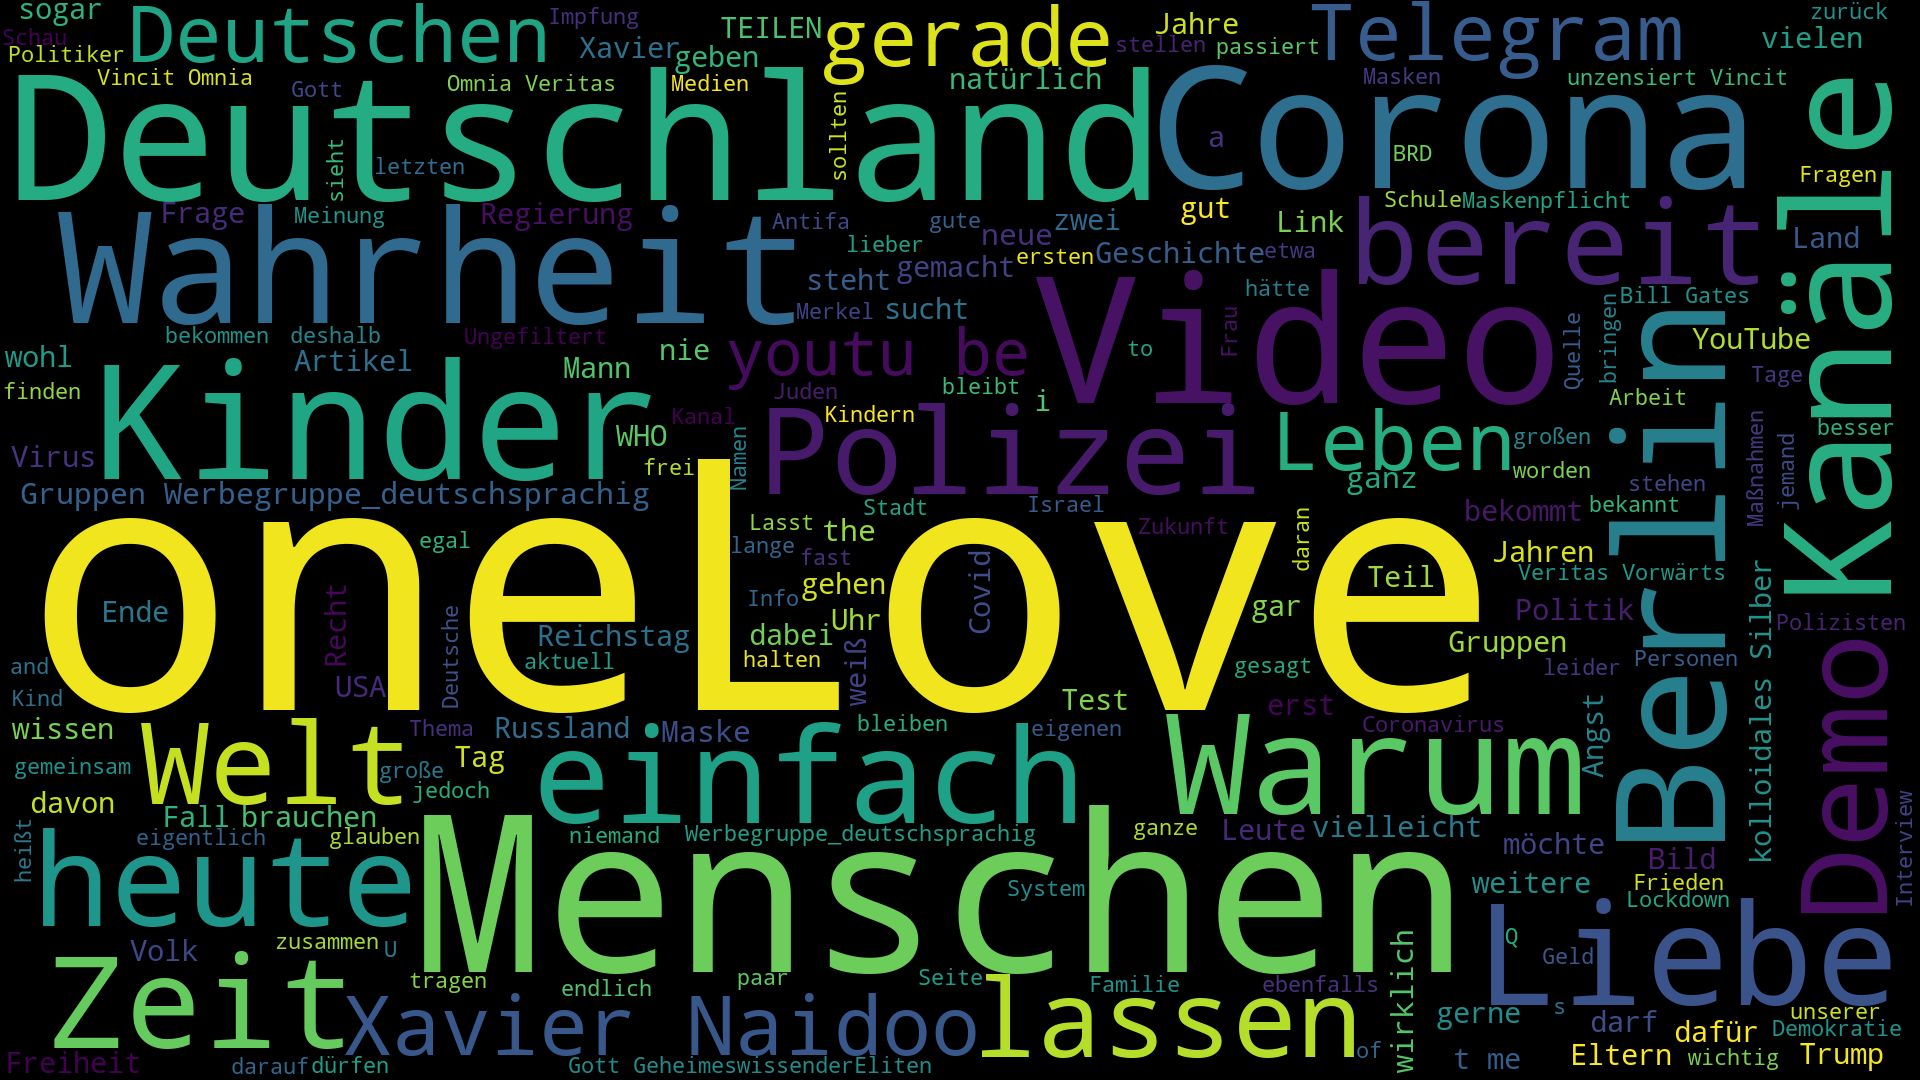 sogar
Schau
Politiker
Deutschen
Impfung
Xavier
TEILEN
geben
gerade
Jahre
stellen
passiert
Telegram
zurück
vielen
Vincit Omnia
Gott
Omnia Veritas
Medien
natürlich
Masken
unzensiert Vincit
Deutschland
sieht
letzten
sollten
Corona
a
BRD
Kanäle
Fragen
Wahrheit
Frage
Meinung
Regierung
Antifa
gute
zwei
gut
Link
Schule
Maskenpflicht
bereit
Land
lieber
neue
ersten
Geschichte
etwa
steht
gemacht
hätte
Bill Gates
Merkel
sucht
Video
Frau
Quelle
bringen
YouTube
bekommen
deshalb
Ungefiltert
wohl
Artikel
Mann
nie
youtu be
to
Tage
finden
Kinder
Juden
bleibt
i
Arbeit
Kanal
Kindern
WHO
Polizei
Leben
großen
besser
Virus
frei
Namen
ganz
worden
Berlin
Maßnahmen
jemand
Gruppen Werbegruppe_deutschsprachig
Stadt
Israel
bekommt
bekannt
stehen
oneLove
egal
Lasst
the
Zukunft
lange
fast
Covid
daran
Jahren
Ende
Info
gehen
Teil
Veritas Vorwärts
Recht
Deutsche
Reichstag
dabei
Uhr
gar
Politik
kolloidales Silber
Polizisten
and
aktuell
halten
weiß
gesagt
Gruppen
leider
Personen
Demo
Kind
USA
Test
erst
wissen
Welt
Thema
Russland
Maske
bleiben
eigenen
Coronavirus
Angst
gemeinsam
große
Tag
einfach
Warum
davon
jedoch
Fall
brauchen
heißt
eigentlich
glauben
niemand
Werbegruppe_deutschsprachig
ganze
Leute
vielleicht
möchte
Bild
Interview
heute
Menschen
System
weitere
Frieden
Lockdown
Volk
zusammen
U
wirklich
Q
Liebe
Geld
Zeit
tragen
endlich
paar
Seite
Familie
ebenfalls
Xavier Naidoo
lassen
gerne
s
darf
dafür
unserer
Demokratie
Freiheit
darauf
dürfen
Gott GeheimeswissenderEliten
of
t me
Eltern
wichtig
Trump